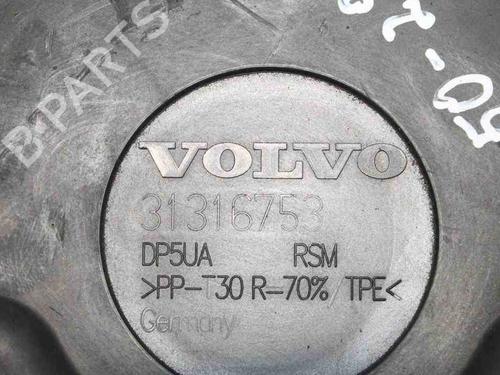 B-PARTS
VOLVO
31316753
DP5UA RSM
>PP-T30 R-70%/TPE<
Germany